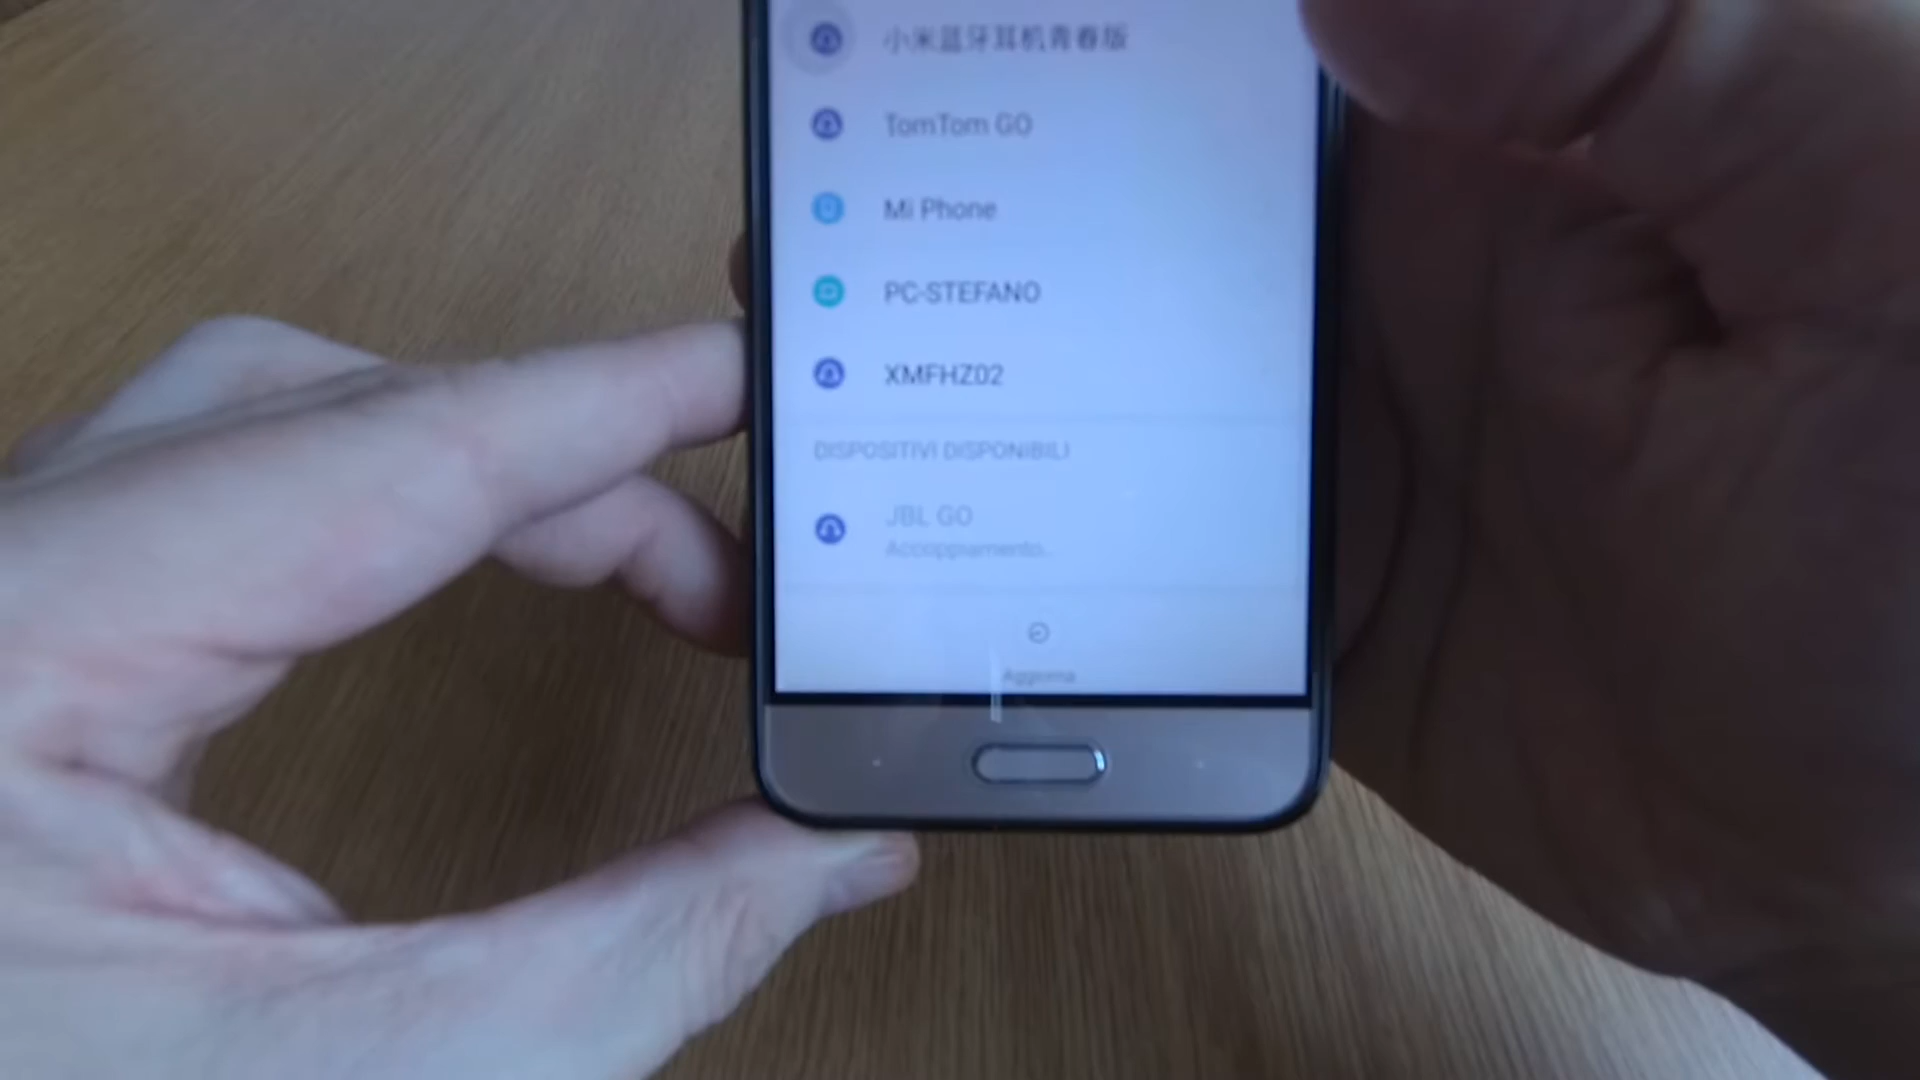 小米蓝牙耳机青春版
TomTom GO
Mi Phone
PC-STEFANO
XMFHZ02
DISPOSITIVI DISPONIBILI
JBL GO
Accoppiamento...
Aggiorna